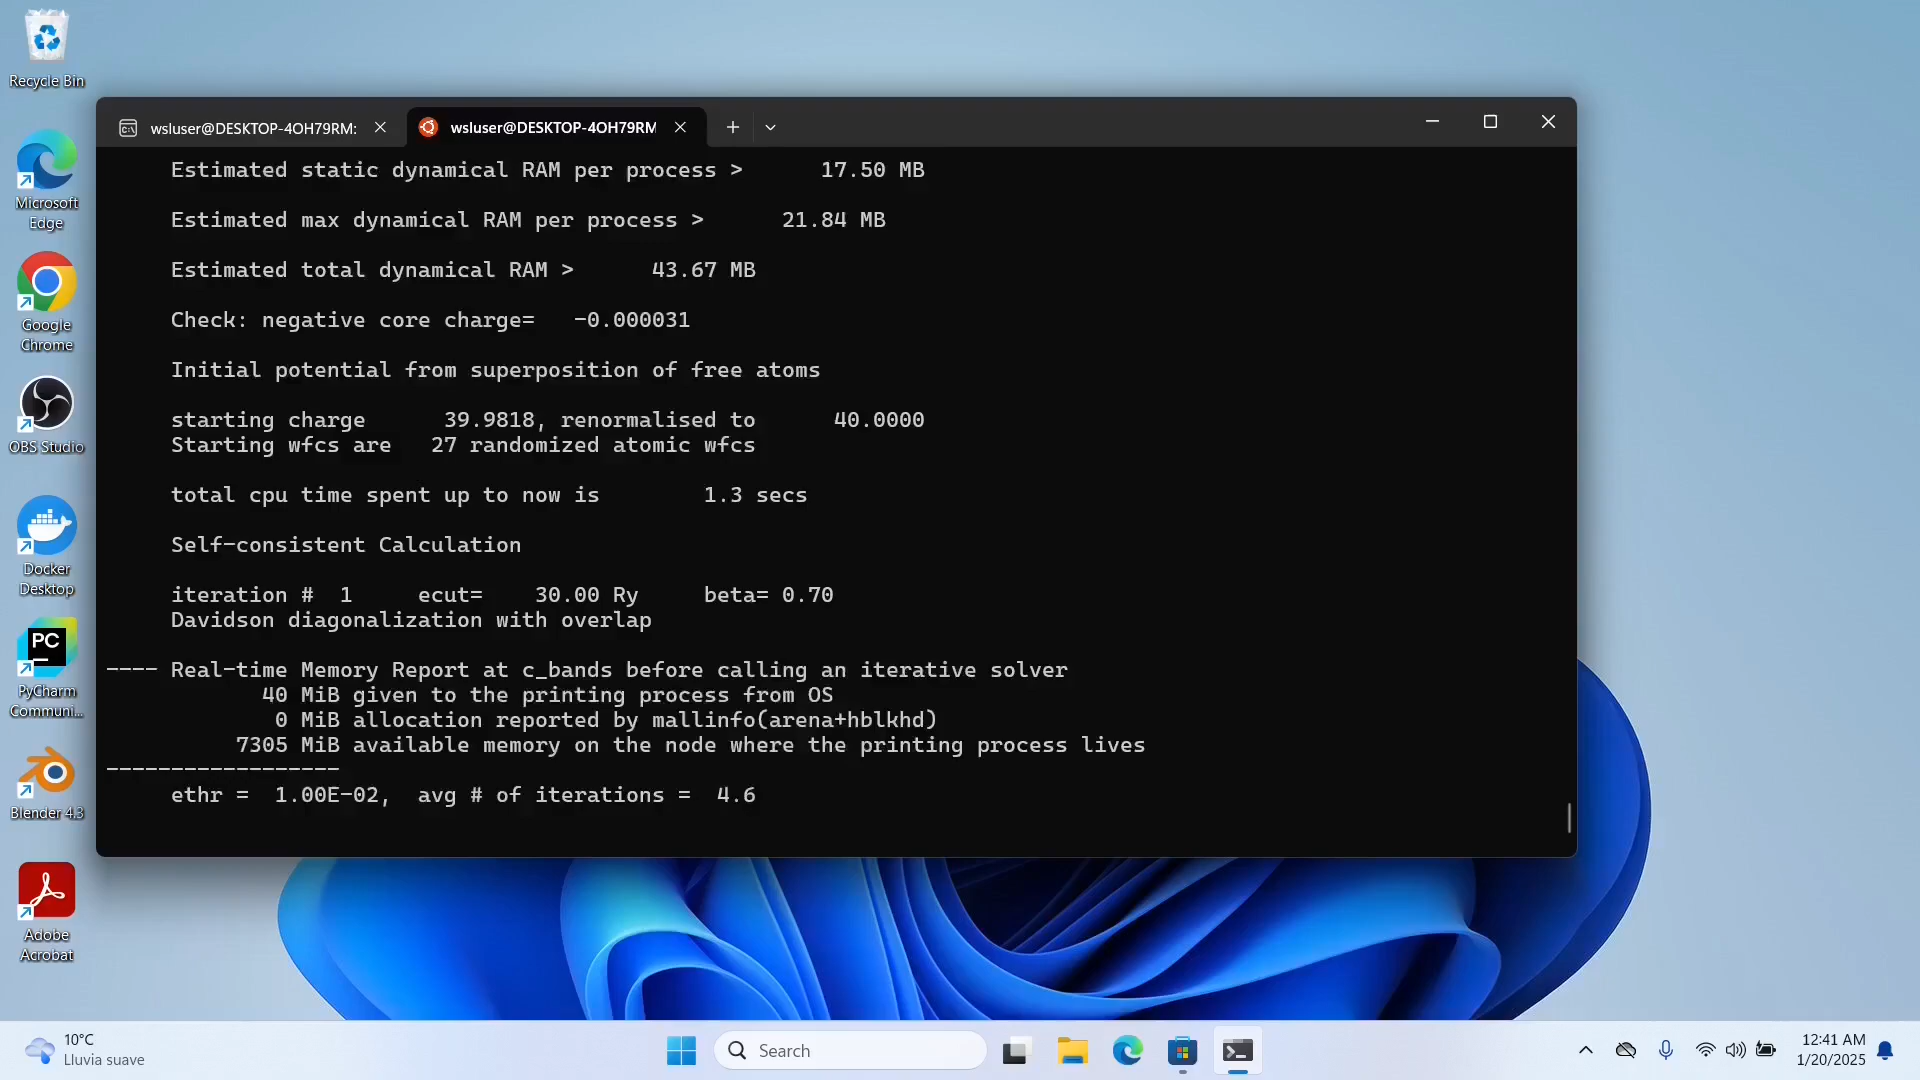 Recycle Bin
Microsoft
Edge
Google
Chrome
OBS Studio
Docker
Desktop
PC
PyCharm
Communi...
Blender 4.3
Adobe
Acrobat
C:\
wsluser@DESKTOP-4OH79RM:
wsluser@DESKTOP-4OH79RM
Estimated static dynamical RAM per process >      17.50 MB
Estimated max dynamical RAM per process >      21.84 MB
Estimated total dynamical RAM >      43.67 MB
Check: negative core charge=   -0.000031
Initial potential from superposition of free atoms
starting charge      39.9818, renormalised to      40.0000
Starting wfcs are   27 randomized atomic wfcs
total cpu time spent up to now is        1.3 secs
Self-consistent Calculation
iteration #  1     ecut=    30.00 Ry     beta= 0.70
Davidson diagonalization with overlap
---- Real-time Memory Report at c_bands before calling an iterative solver
40 MiB given to the printing process from OS
0 MiB allocation reported by mallinfo(arena+hblkhd)
7305 MiB available memory on the node where the printing process lives
------------------
ethr =  1.00E-02,  avg # of iterations =  4.6
10°C
Lluvia suave
Search
12:41 AM
1/20/2025